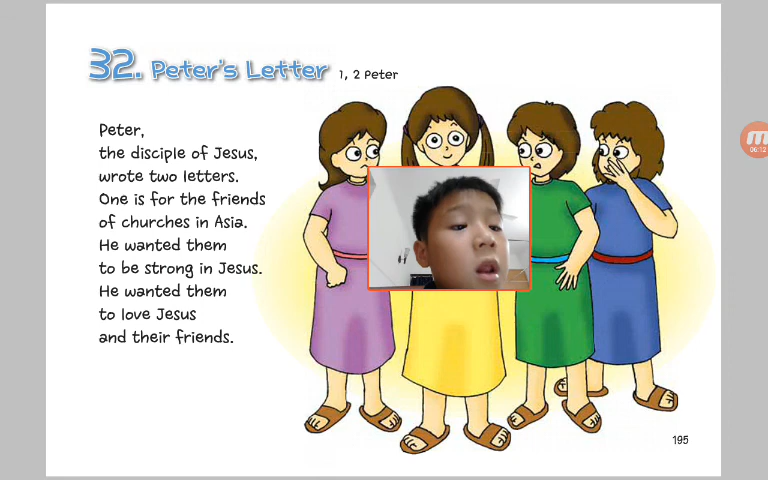 32. Peter's Letter 1, 2 Peter
Peter,
the disciple of Jesus,
wrote two letters.
One is for the friends
of churches in Asia.
He wanted them
to be strong in Jesus.
He wanted them
to love Jesus
and their friends.
195
M
06:12